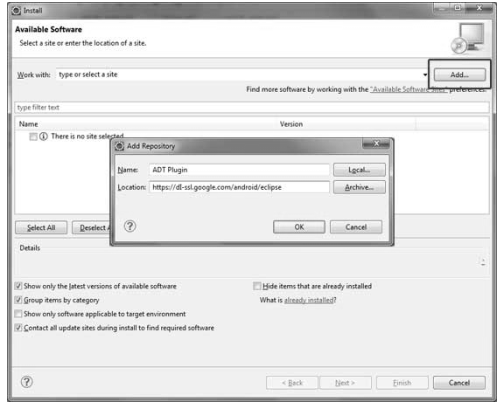 Install
Available Software
Select a site or enter the location of a site.
Work with: type or select a site Add...
Find more software by working with the "Available Software Sites" preferences.
type filter text
Name Version
There is no site selected
Add Repository
Name: ADT Plugin Local...
Location: https://dl-ssl.google.com/android/eclipse Archive...
OK Cancel
Select All Deselect
Details
Show only the latest versions of available software Hide items that are already installed
Group items by category What is already installed?
Show only software applicable to target environment
Contact all update sites during install to find required software
< Back Next > Finish Cancel